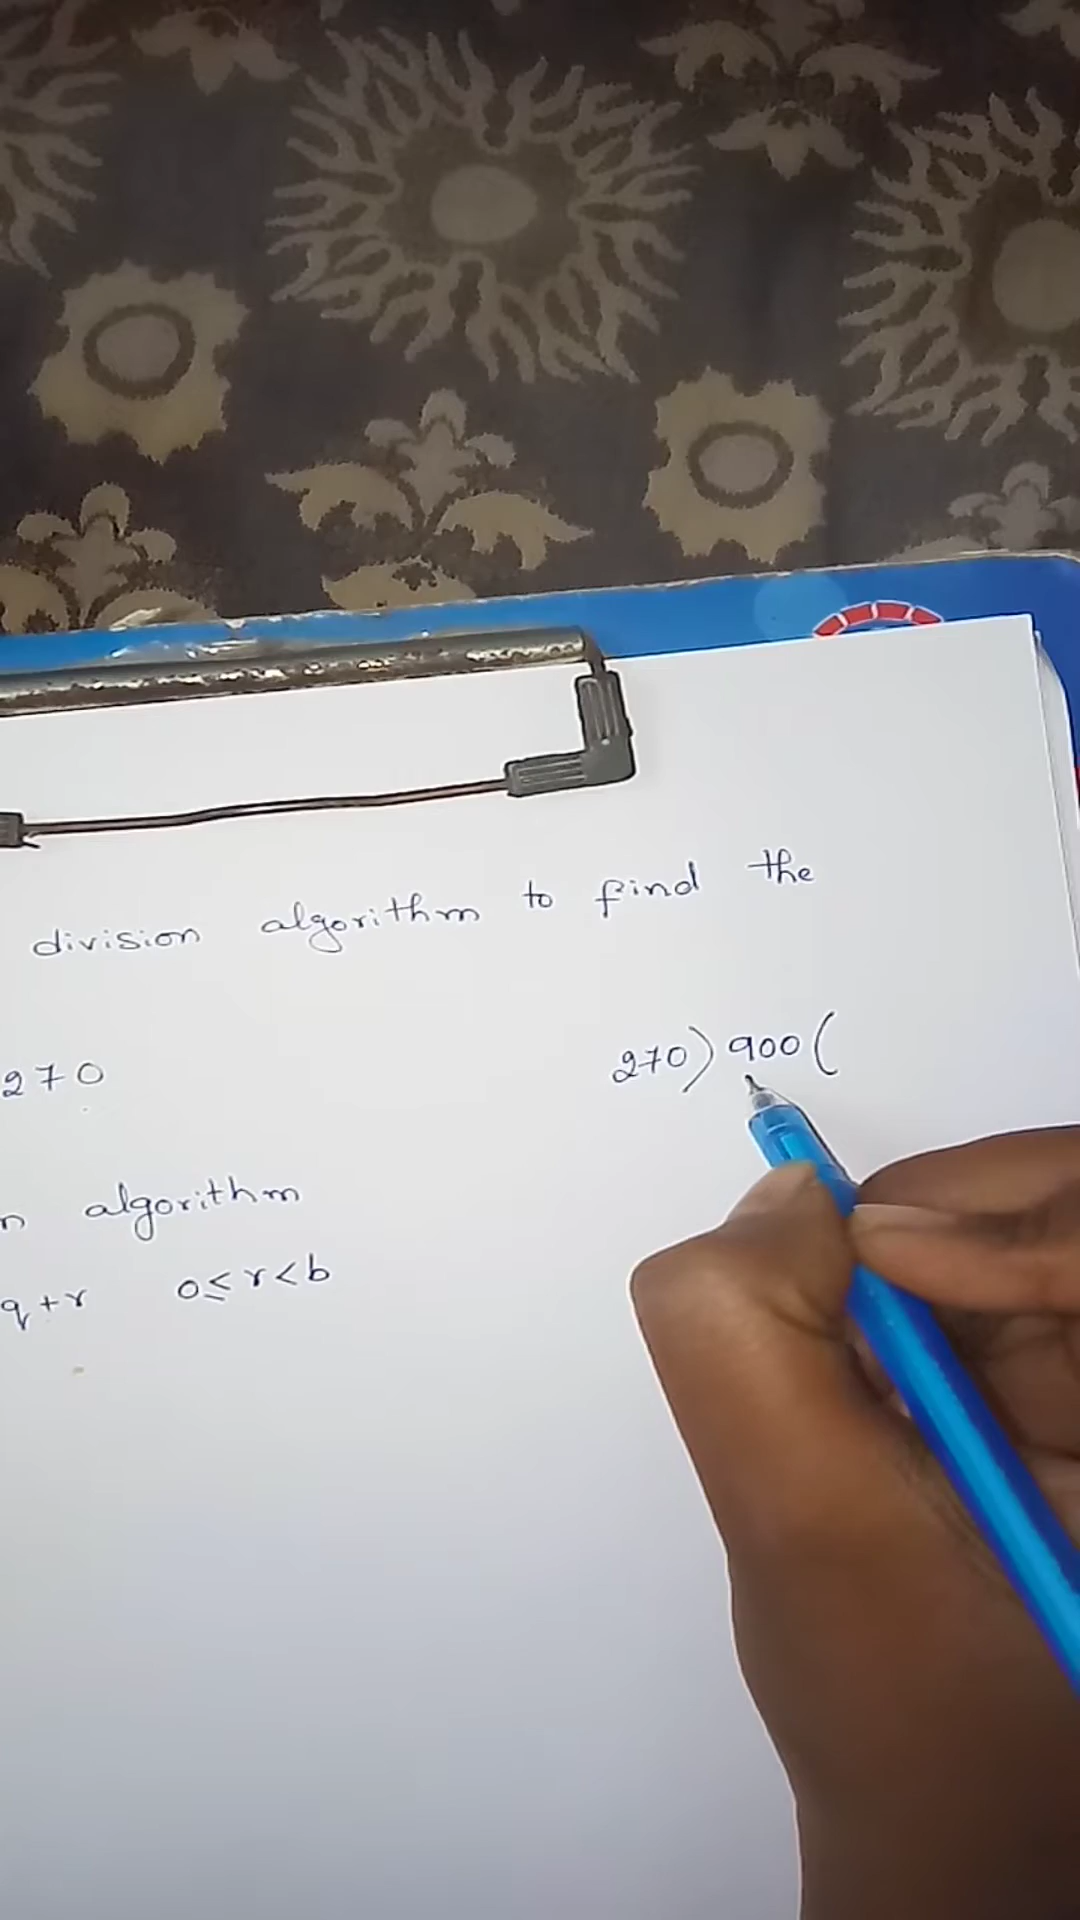 division algorithm to find the
270
270)900(
n algorithm
q+r 0≤r<b